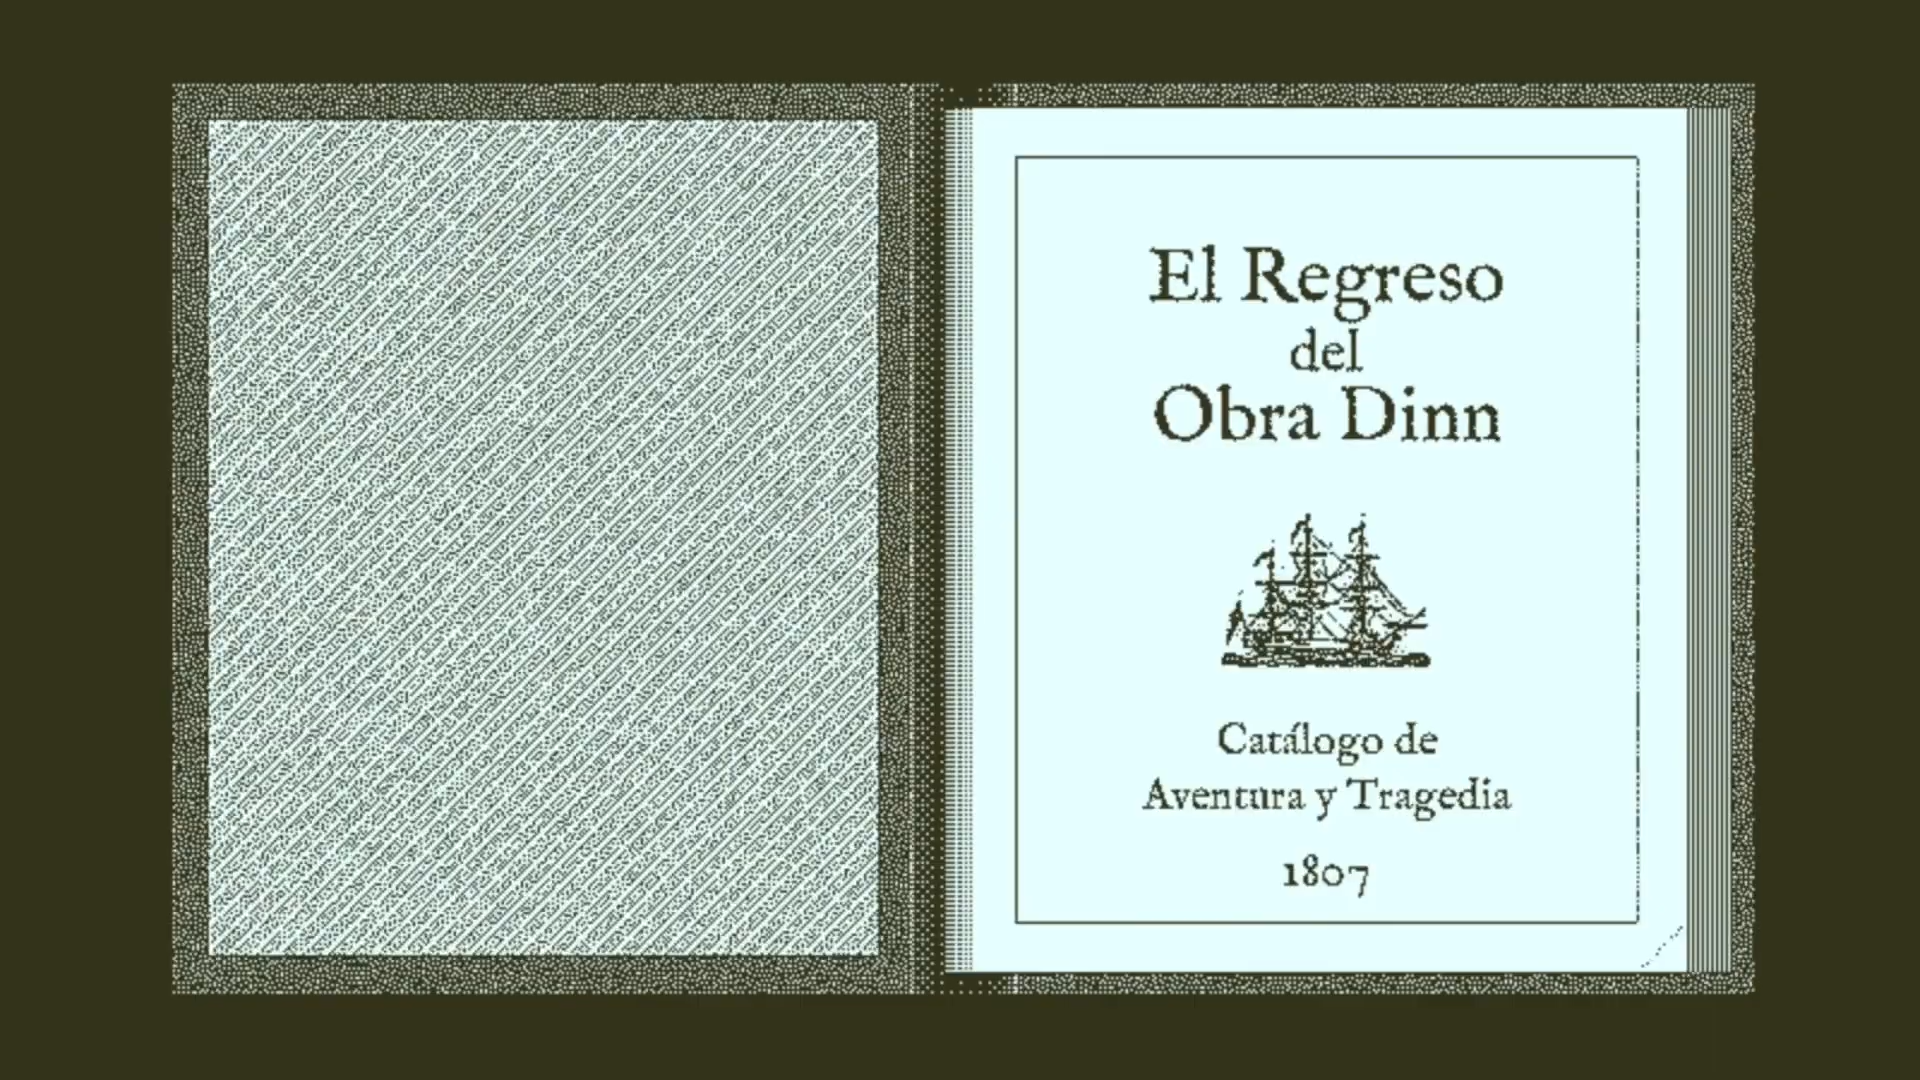 El Regreso
del
Obra Dinn
Catálogo de
Aventura y Tragedia
1807